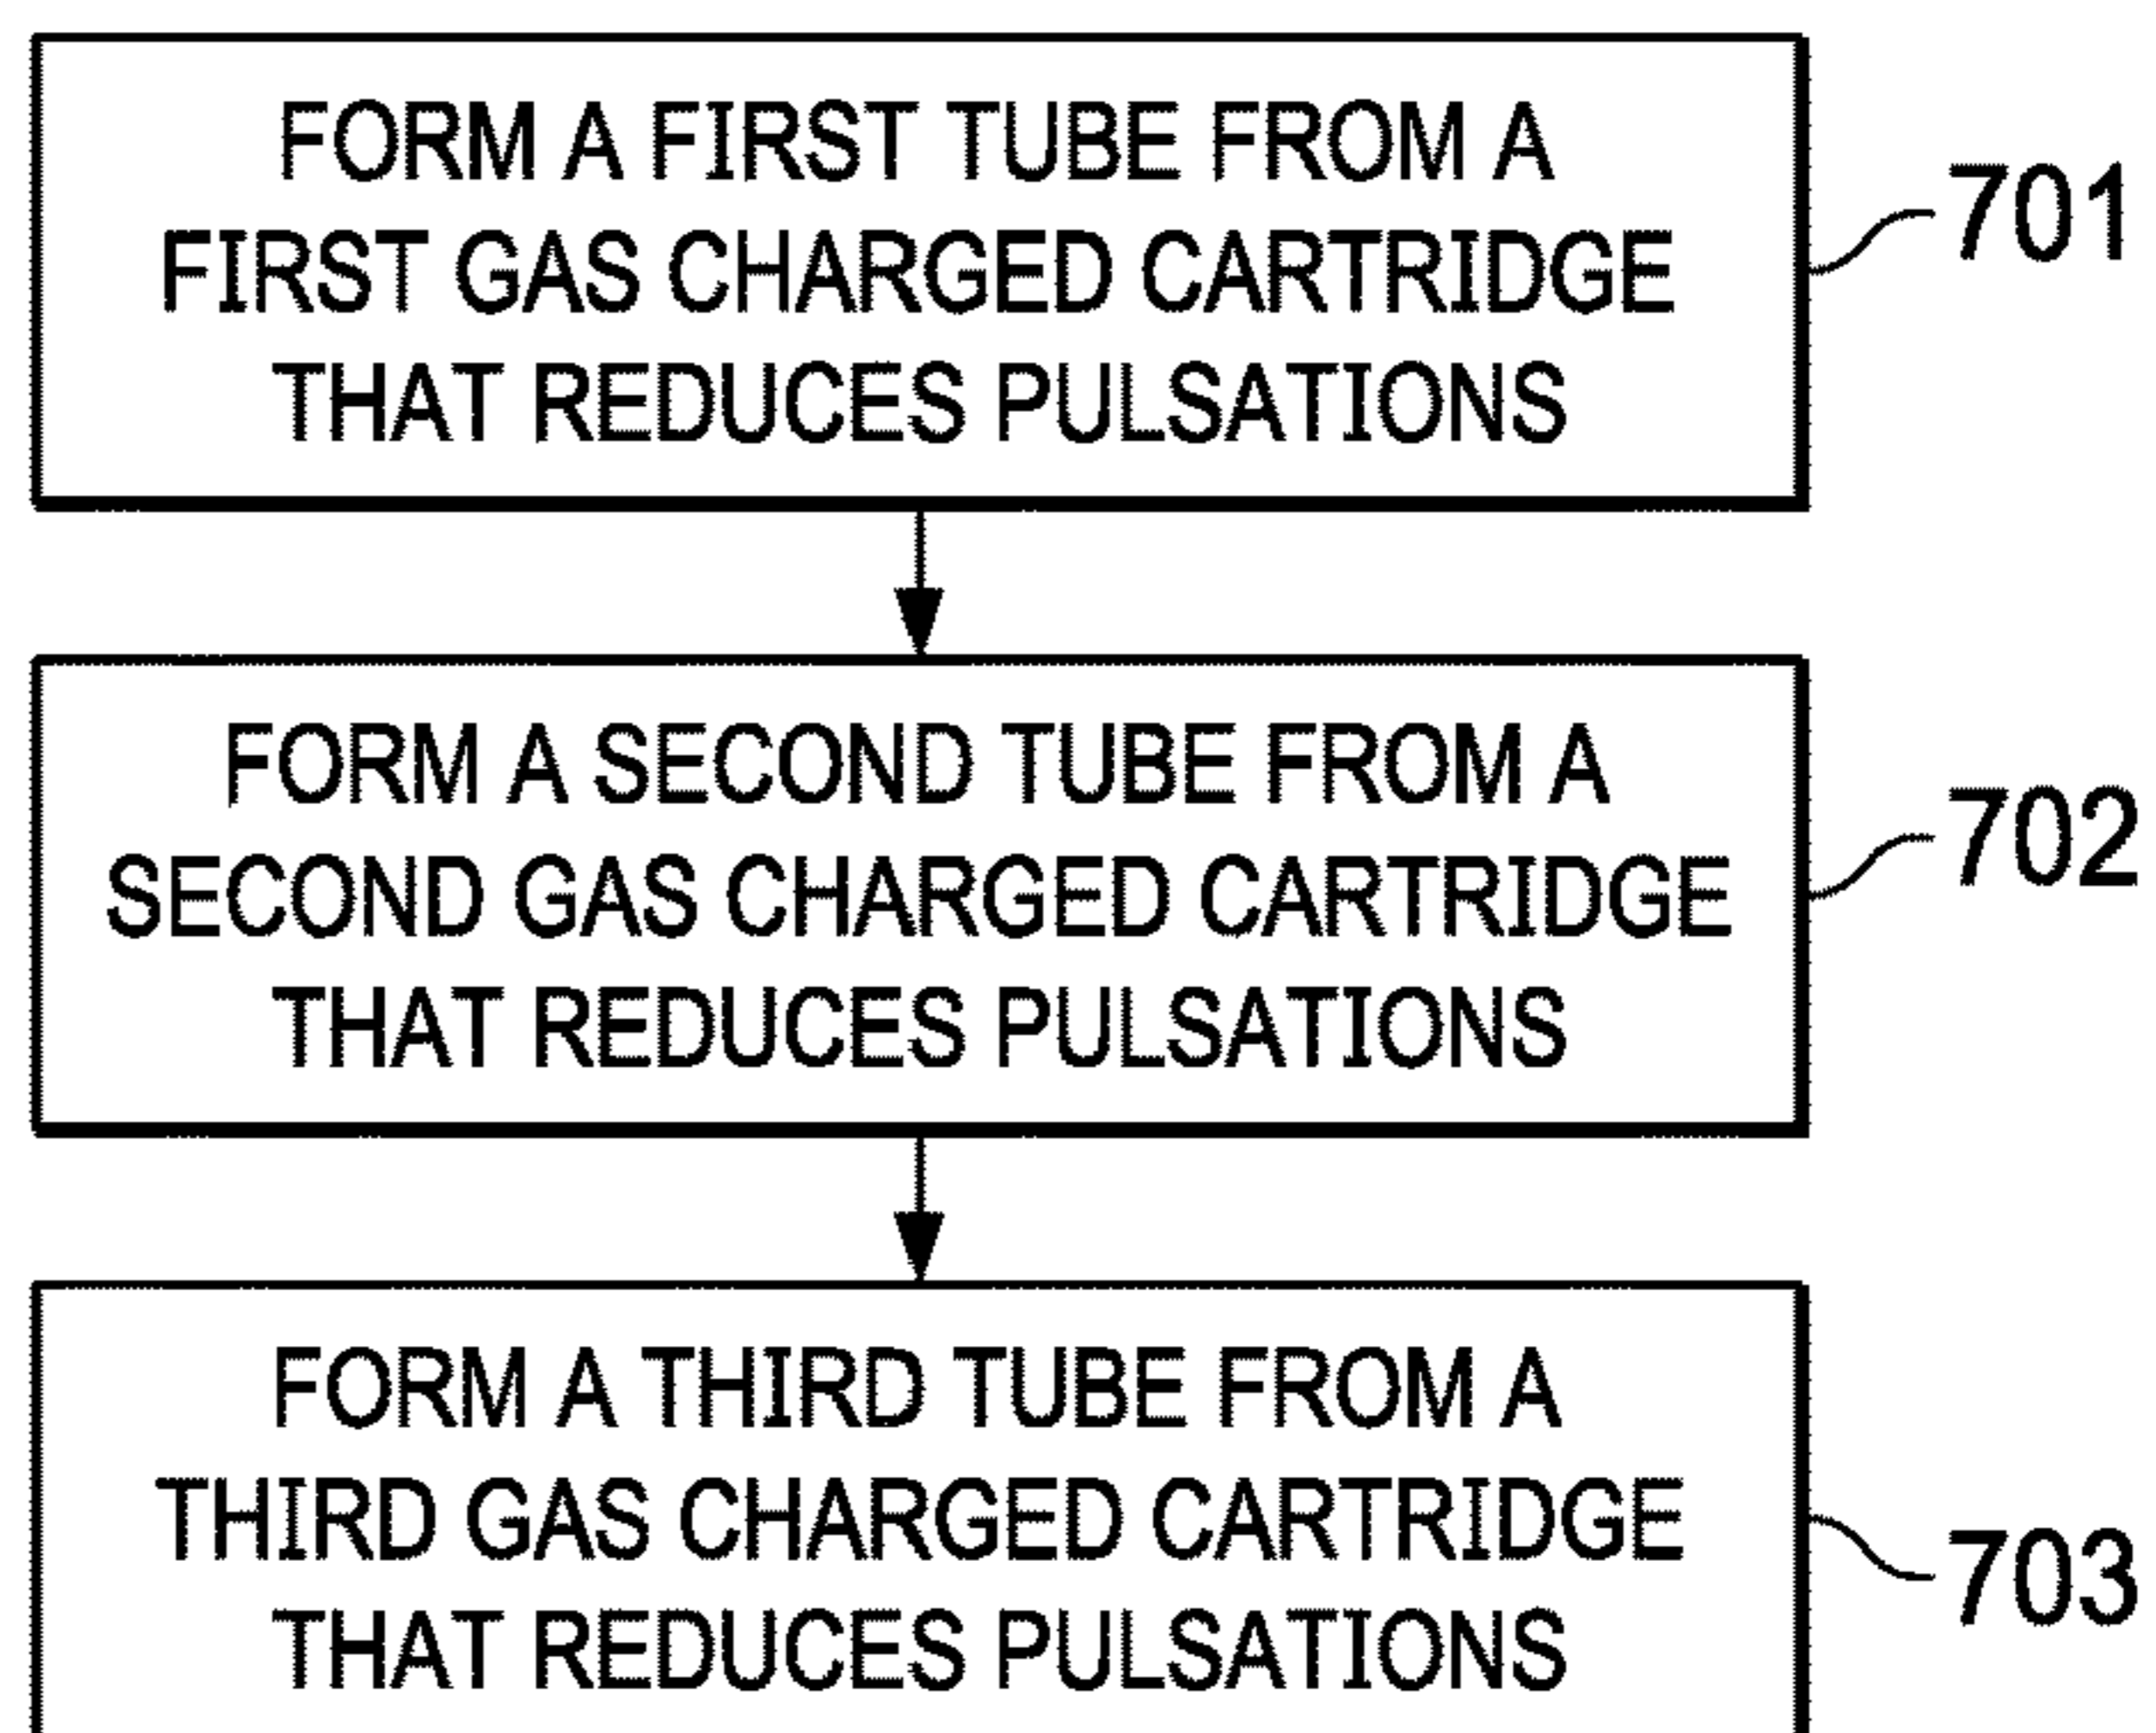 FORM A FIRST TUBE FROM A
FIRST GAS CHARGED CARTRIDGE
THAT REDUCES PULSATIONS
701
FORM A SECOND TUBE FROM A
SECOND GAS CHARGED CARTRIDGE
THAT REDUCES PULSATIONS
702
FORM A THIRD TUBE FROM A
THIRD GAS CHARGED CARTRIDGE
THAT REDUCES PULSATIONS
703